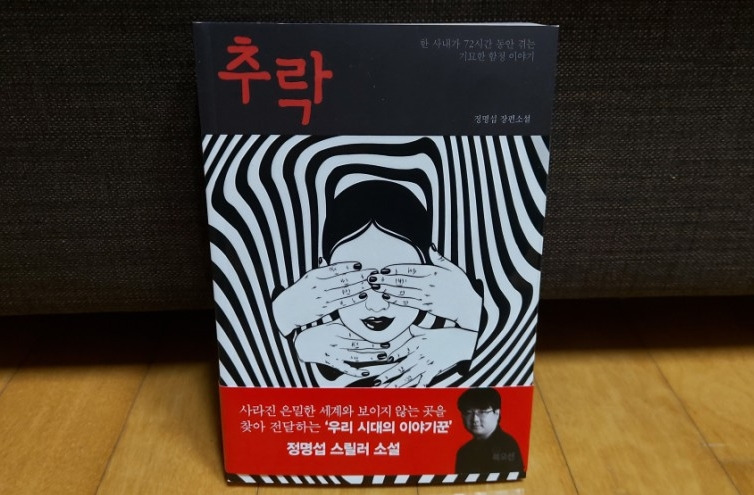 추락
한 사내가 72시간 동안 겪는
기묘한 함정 이야기
정명섭 장편소설
사라진 은밀한 세계와 보이지 않는 곳을
찾아 전달하는 ‘우리 시대의 이야기꾼’
정명섭 스릴러 소설
북오션